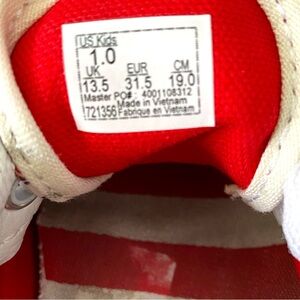 US Kids
1.0
UK EUR CM
13.5 31.5 19.0
Master PO# : 4001108312
Made in Vietnam
721356 Fabrique en Vietnam